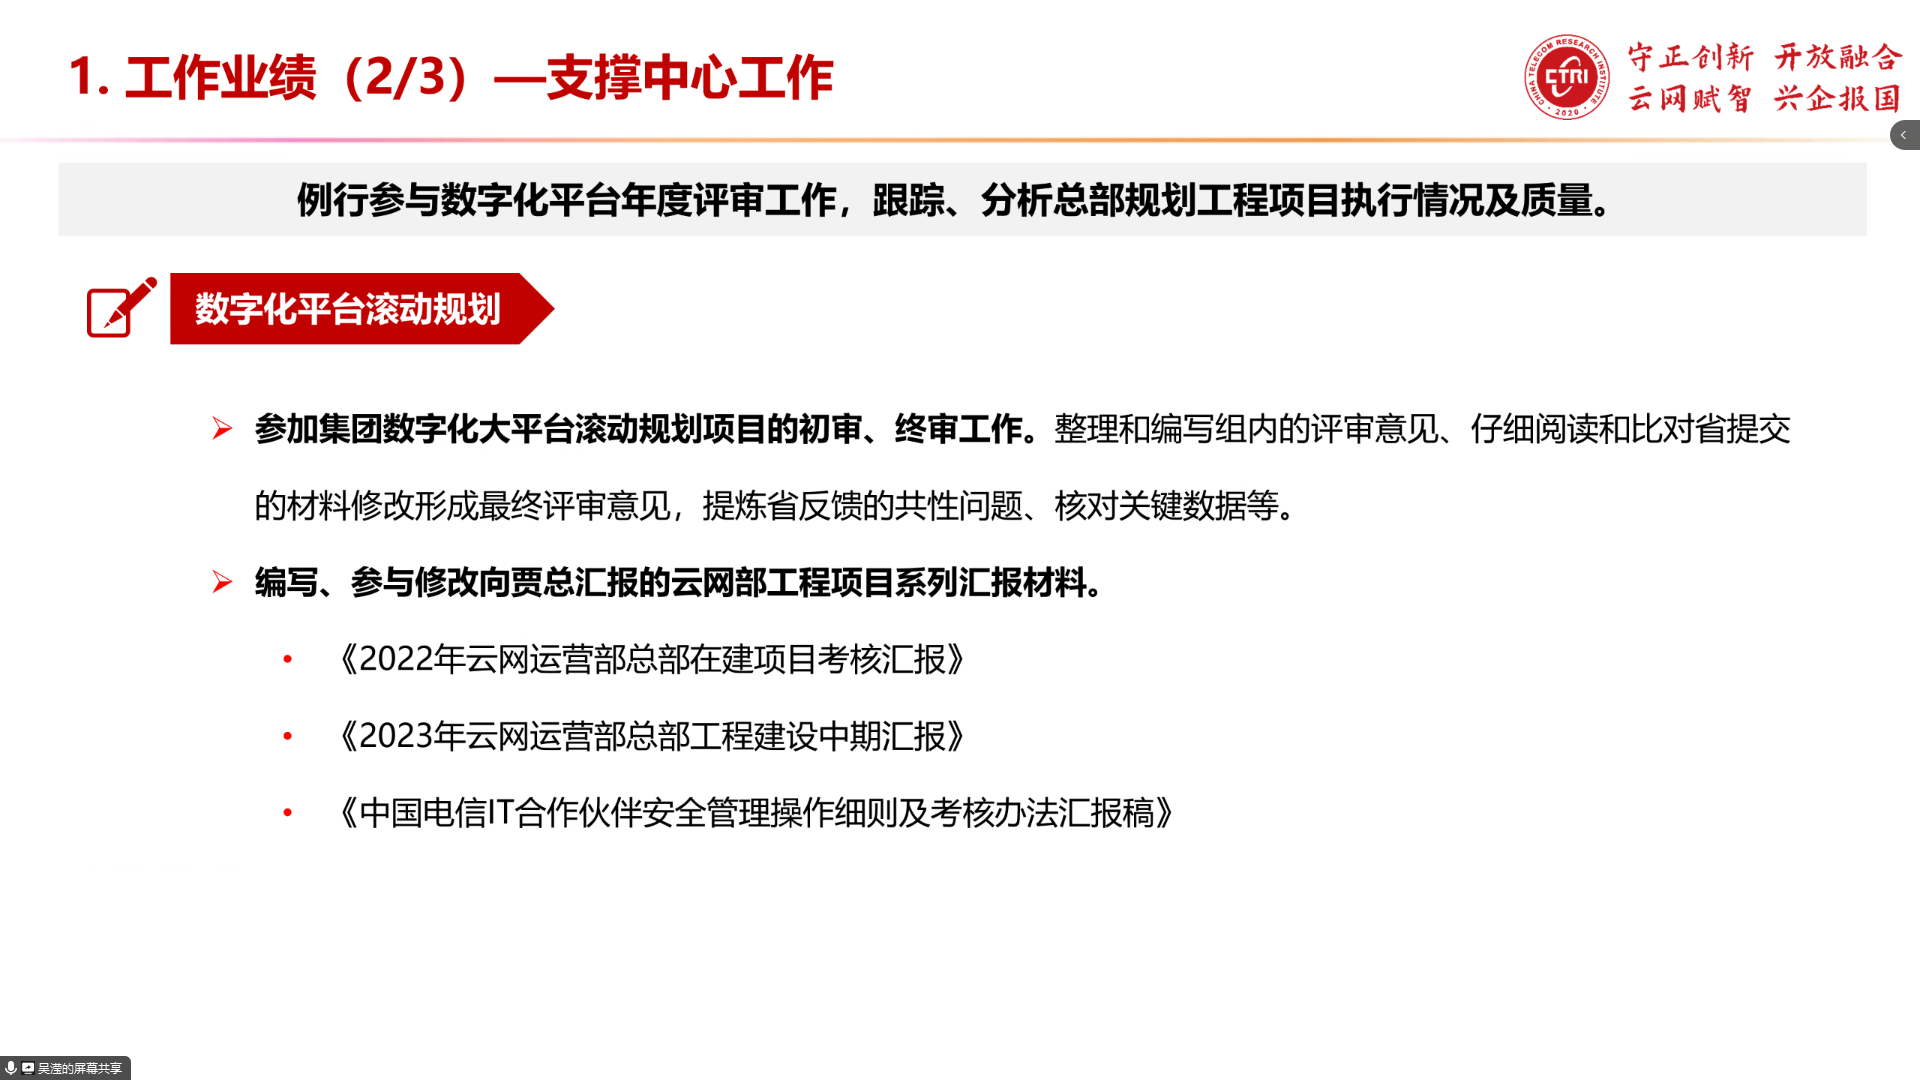 1. 工作业绩（2/3）—支撑中心工作
CHINA TELECOM RESEARCH INSTITUTE
CTRI
2020
守正创新 开放融合
云网赋智 兴企报国
例行参与数字化平台年度评审工作，跟踪、分析总部规划工程项目执行情况及质量。
数字化平台滚动规划
参加集团数字化大平台滚动规划项目的初审、终审工作。整理和编写组内的评审意见、仔细阅读和比对省提交
的材料修改形成最终评审意见，提炼省反馈的共性问题、核对关键数据等。
编写、参与修改向贾总汇报的云网部工程项目系列汇报材料。
《2022年云网运营部总部在建项目考核汇报》
《2023年云网运营部总部工程建设中期汇报》
《中国电信IT合作伙伴安全管理操作细则及考核办法汇报稿》
吴滢的屏幕共享